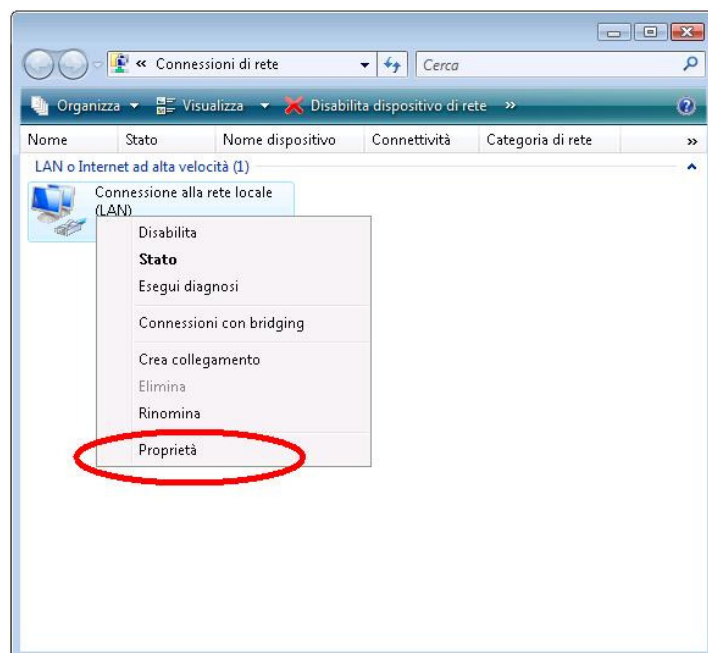 « Connessioni di rete
Cerca
Organizza Visualizza Disabilita dispositivo di rete »
Nome Stato Nome dispositivo Connettività Categoria di rete »
LAN o Internet ad alta velocità (1)
Connessione alla rete locale
(LAN)
Disabilita
Stato
Esegui diagnosi
Connessioni con bridging
Crea collegamento
Elimina
Rinomina
Proprietà